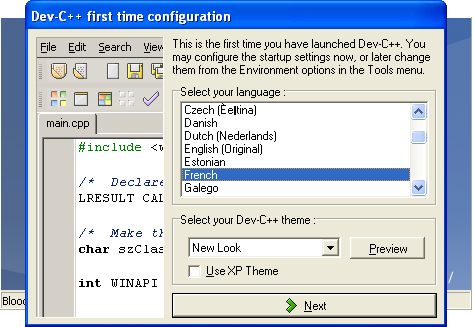 Dev-C++ first time configuration
File Edit Search View
main.cpp
#include <w
/* Declare
LRESULT CAL
/* Make th
char szClas
int WINAPI
This is the first time you have launched Dev-C++. You
may configure the startup settings now, or later change
them from the Environment options in the Tools menu.
Select your language :
Czech (Èeština)
Danish
Dutch (Nederlands)
English (Original)
Estonian
French
Galego
Select your Dev-C++ theme :
New Look
Preview
Use XP Theme
Next
Blood